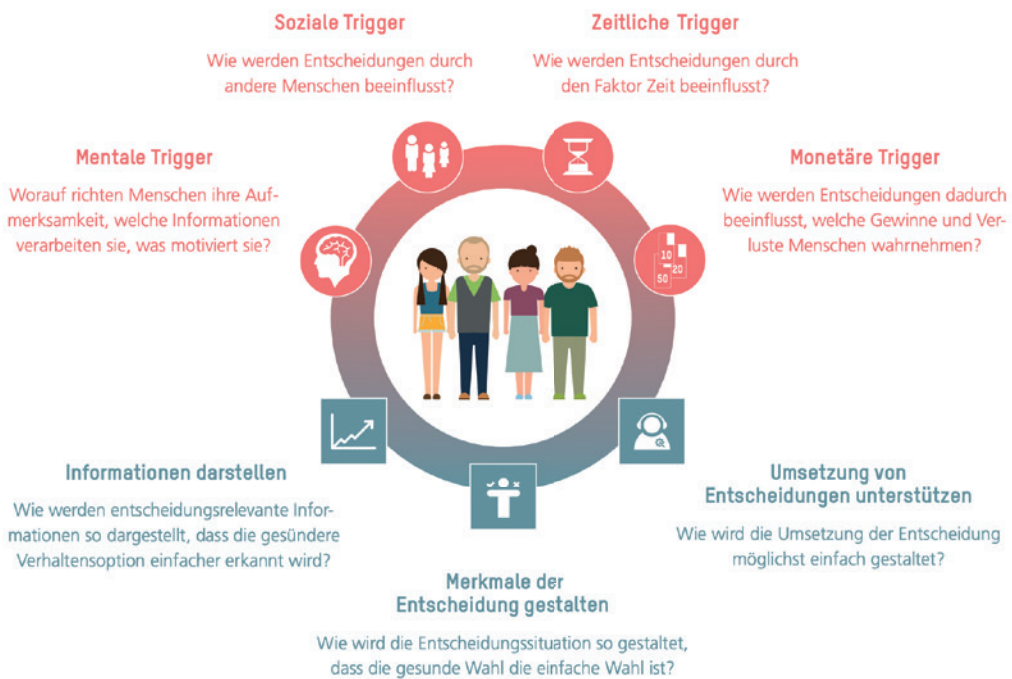 Soziale Trigger
Wie werden Entscheidungen durch
andere Menschen beeinflusst?
Zeitliche Trigger
Wie werden Entscheidungen durch
den Faktor Zeit beeinflusst?
Mentale Trigger
Worauf richten Menschen ihre Auf-
merksamkeit, welche Informationen
verarbeiten sie, was motiviert sie?
Monetäre Trigger
Wie werden Entscheidungen dadurch
beeinflusst, welche Gewinne und Ver-
luste Menschen wahrnehmen?
10
20
50
Informationen darstellen
Wie werden entscheidungsrelevante Infor-
mationen so dargestellt, dass die gesündere
Verhaltensoption einfacher erkannt wird?
Umsetzung von
Entscheidungen unterstützen
Wie wird die Umsetzung der Entscheidung
möglichst einfach gestaltet?
Merkmale der
Entscheidung gestalten
Wie wird die Entscheidungssituation so gestaltet,
dass die gesunde Wahl die einfache Wahl ist?